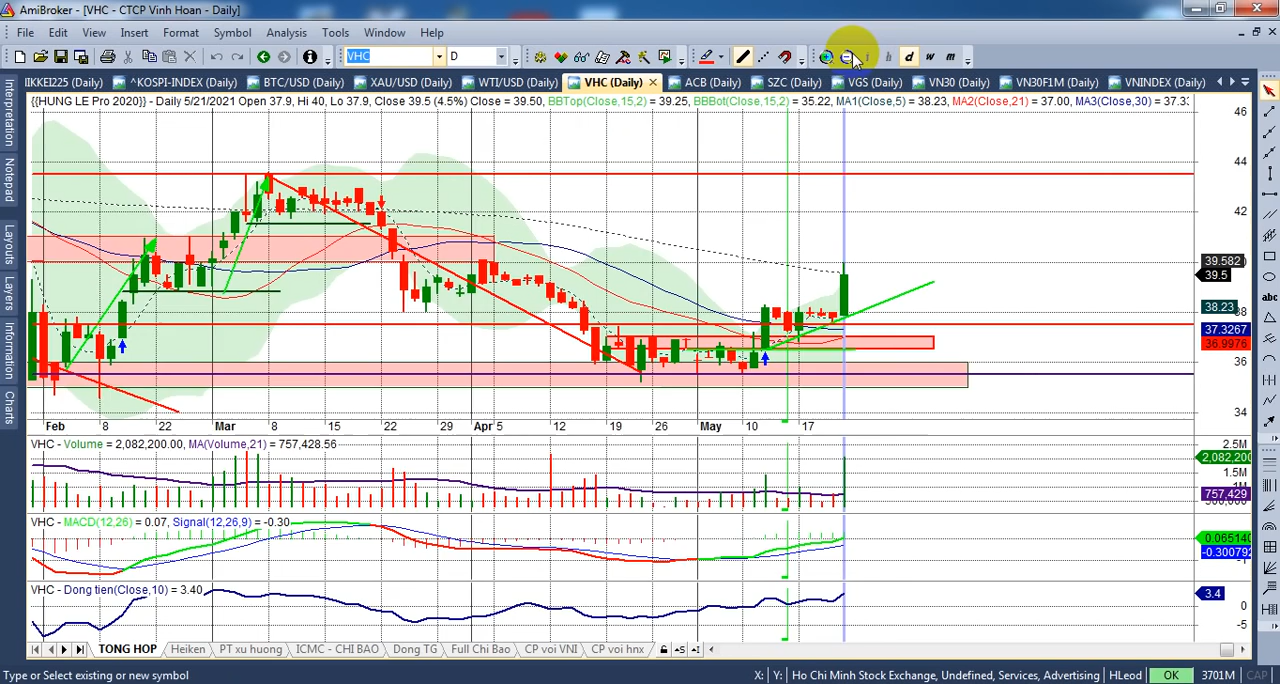 AmiBroker - [VHC - CTCP Vinh Hoan - Daily]
File Edit View Insert Format Symbol Analysis Tools Window Help
VHC D h d w m
IKKEI225 (Daily) ^KOSPI-INDEX (Daily) BTC/USD (Daily) XAU/USD (Daily) WTI/USD (Daily) VHC (Daily) ACB (Daily) SZC (Daily) VGS (Daily) VN30 (Daily) VN30F1M (Daily) VNINDEX (Daily)
{{HUNG LE Pro 2020}} - Daily 5/21/2021 Open 37.9, Hi 40, Lo 37.9, Close 39.5 (4.5%) Close = 39.50, BBTop(Close,15,2) = 39.25, BBBot(Close,15,2) = 35.22, MA1(Close,5) = 38.23, MA2(Close,21) = 37.00, MA3(Close,30) = 37.3
46
44
42
39.582
39.5
38.23
38
37.3267
36.9976
36
34
Feb 8 22 Mar 8 15 22 29 Apr 5 12 19 26 May 10 17
VHC - Volume = 2,082,200.00, MA(Volume,21) = 757,428.56
2.5M
2,082,200
1.5M
757,429
VHC - MACD(12,26) = 0.07, Signal(12,26,9) = -0.30
0.065140
-0.300792
VHC - Dong tien(Close,10) = 3.40
3.4
0
-5
TONG HOP Heiken PT xu huong ICMC - CHI BAO Dong TG Full Chi Bao CP voi VNI CP voi hnx
Type or Select existing or new symbol X: Y: Ho Chi Minh Stock Exchange, Undefined, Services, Advertising HLeod OK 3701M CAP
Interpretation
Notepad
Layouts
Layers
Information
Charts
abc